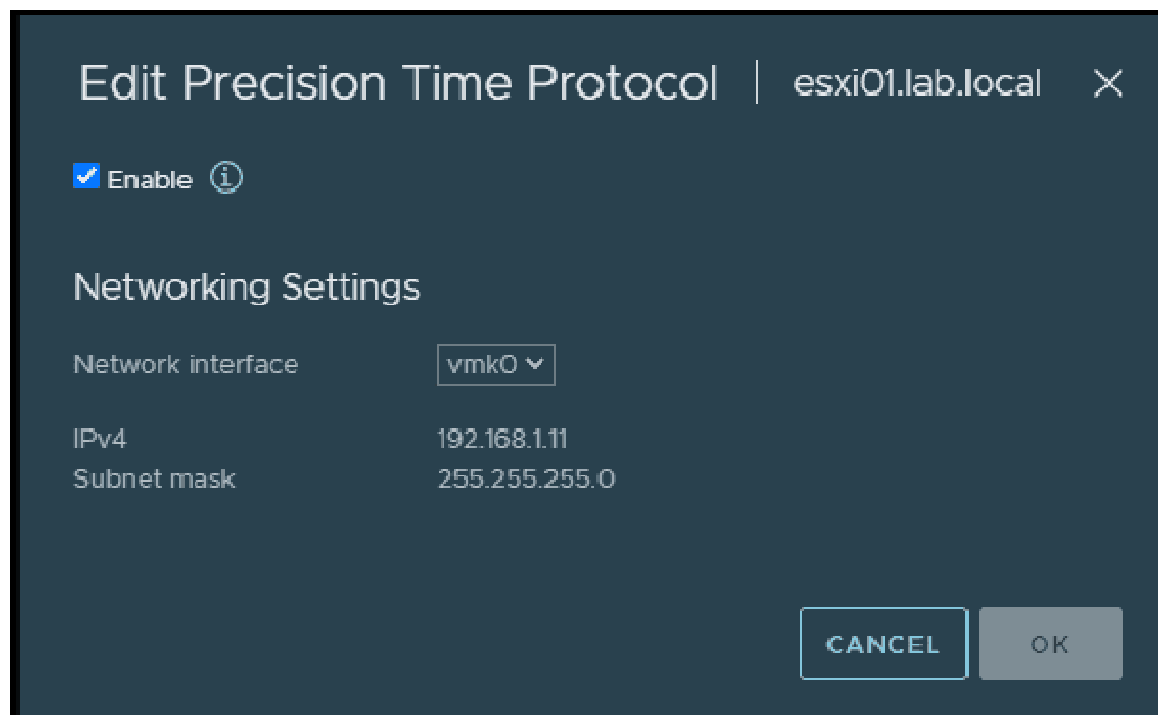 Edit Precision Time Protocol | esxi01.lab.local
Enable
Networking Settings
Network interface vmk0
IPv4 192.168.1.11
Subnet mask 255.255.255.0
CANCEL OK